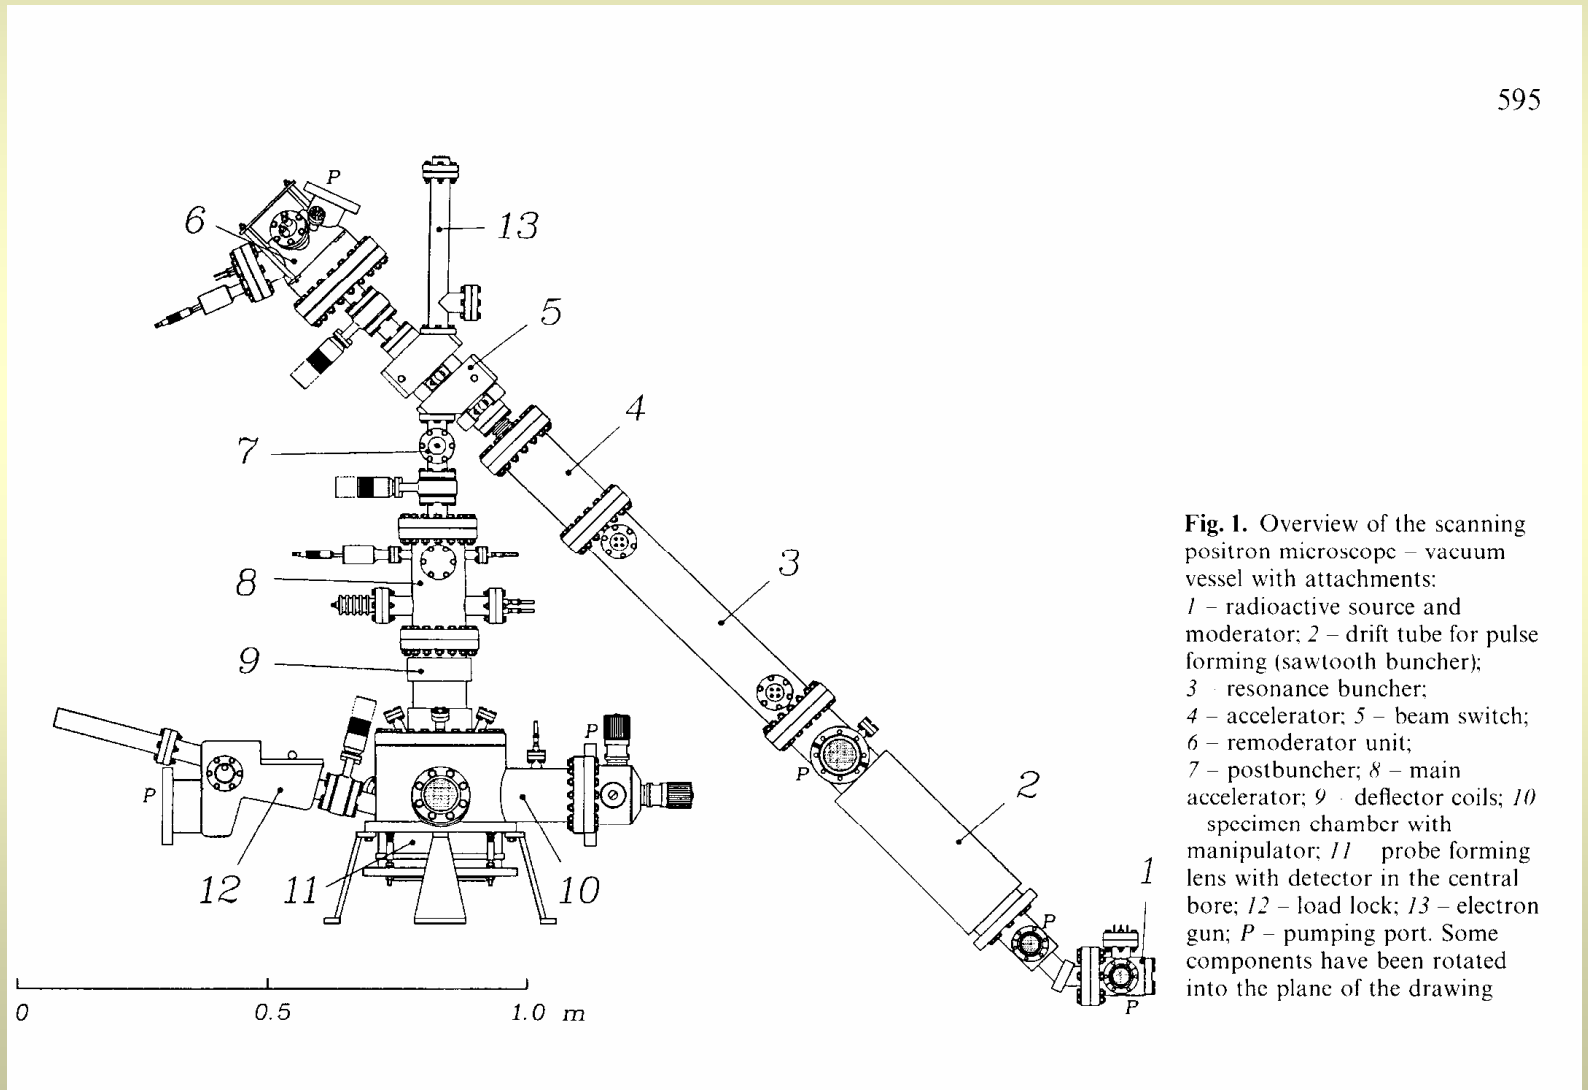 595
P
6
13
5
4
7
3
8
9
P
P
2
P
12
11
10
1
P
P
0
0.5
1.0 m
Fig. 1. Overview of the scanning
positron microscope – vacuum
vessel with attachments:
1 – radioactive source and
moderator; 2 – drift tube for pulse
forming (sawtooth buncher);
3 - resonance buncher;
4 – accelerator; 5 – beam switch;
6 – remoderator unit;
7 – postbuncher; 8 – main
accelerator; 9 - deflector coils; 10
specimen chamber with
manipulator; 11 probe forming
lens with detector in the central
bore; 12 – load lock; 13 – electron
gun; P – pumping port. Some
components have been rotated
into the plane of the drawing